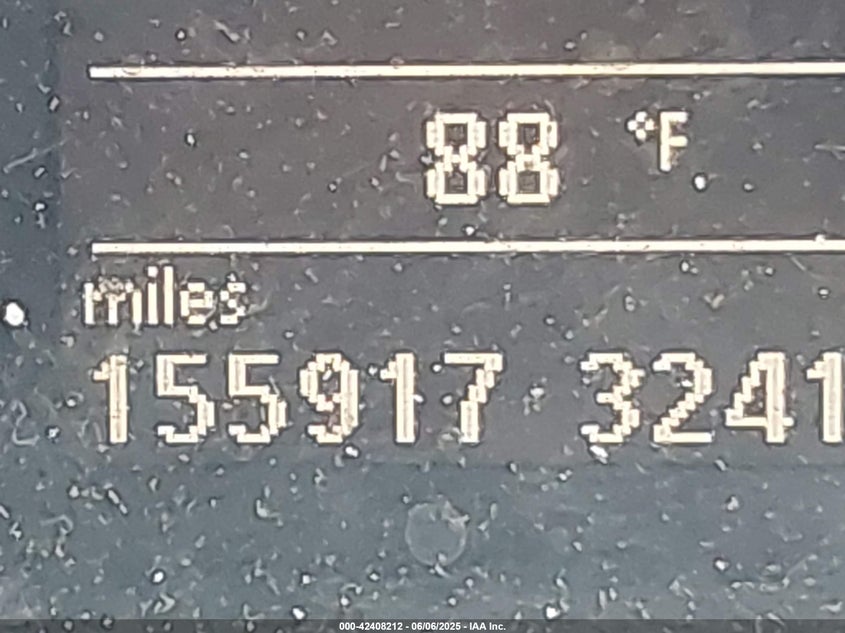 88 °F
miles
155917 3241
000-42408212 - 06/06/2025 - IAA Inc.